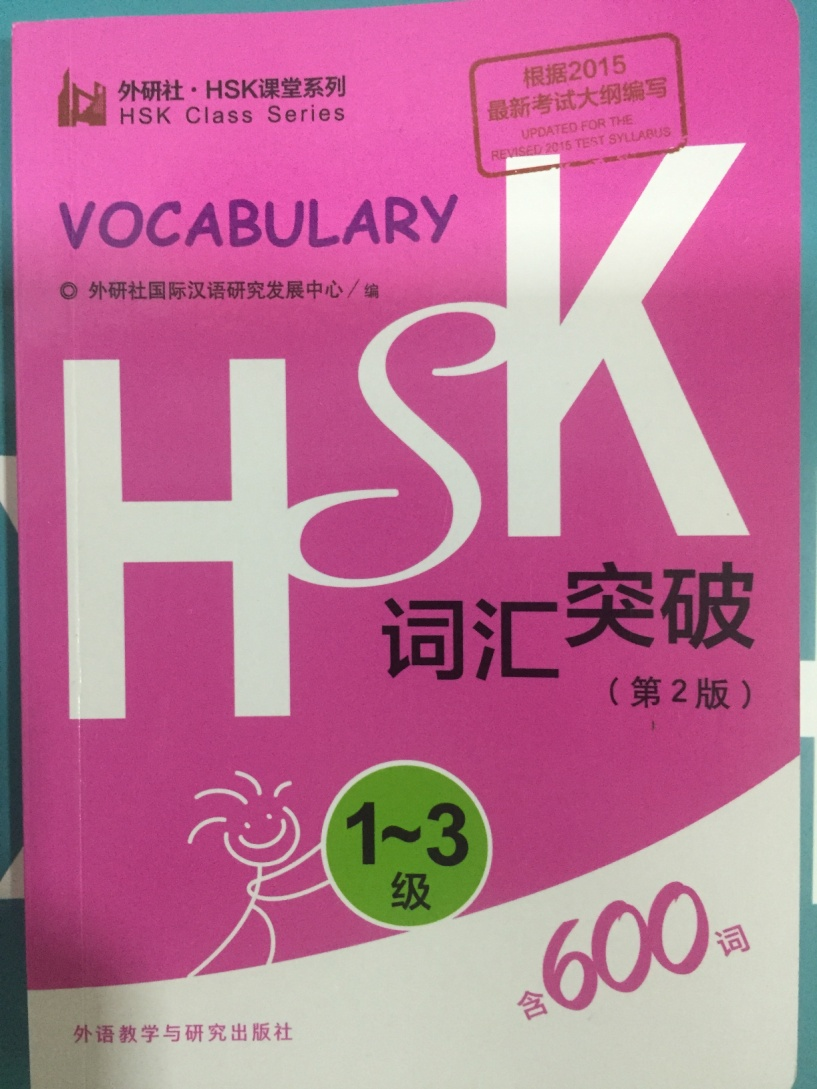 外研社·HSK课堂系列
HSK Class Series
根据2015
最新考试大纲编写
UPDATED FOR THE
REVISED 2015 TEST SYLLABUS
VOCABULARY
◎ 外研社国际汉语研究发展中心／编
HSK
词汇突破
（第2版）
1~3
级
含600词
外语教学与研究出版社